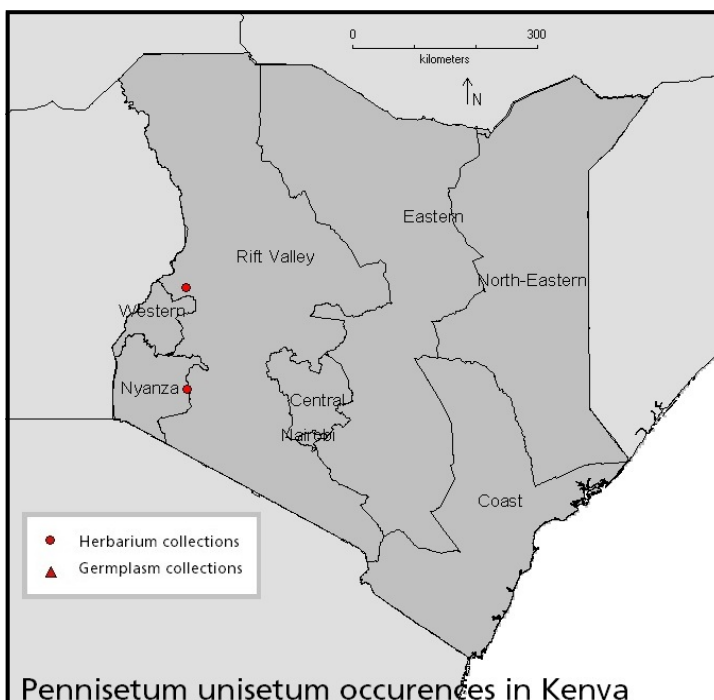 0 300
kilometers
N
Eastern
Rift Valley
North-Eastern
Western
Nyanza
Central
Nairobi
Coast
Herbarium collections
Germplasm collections
Pennisetum unisetum occurences in Kenya